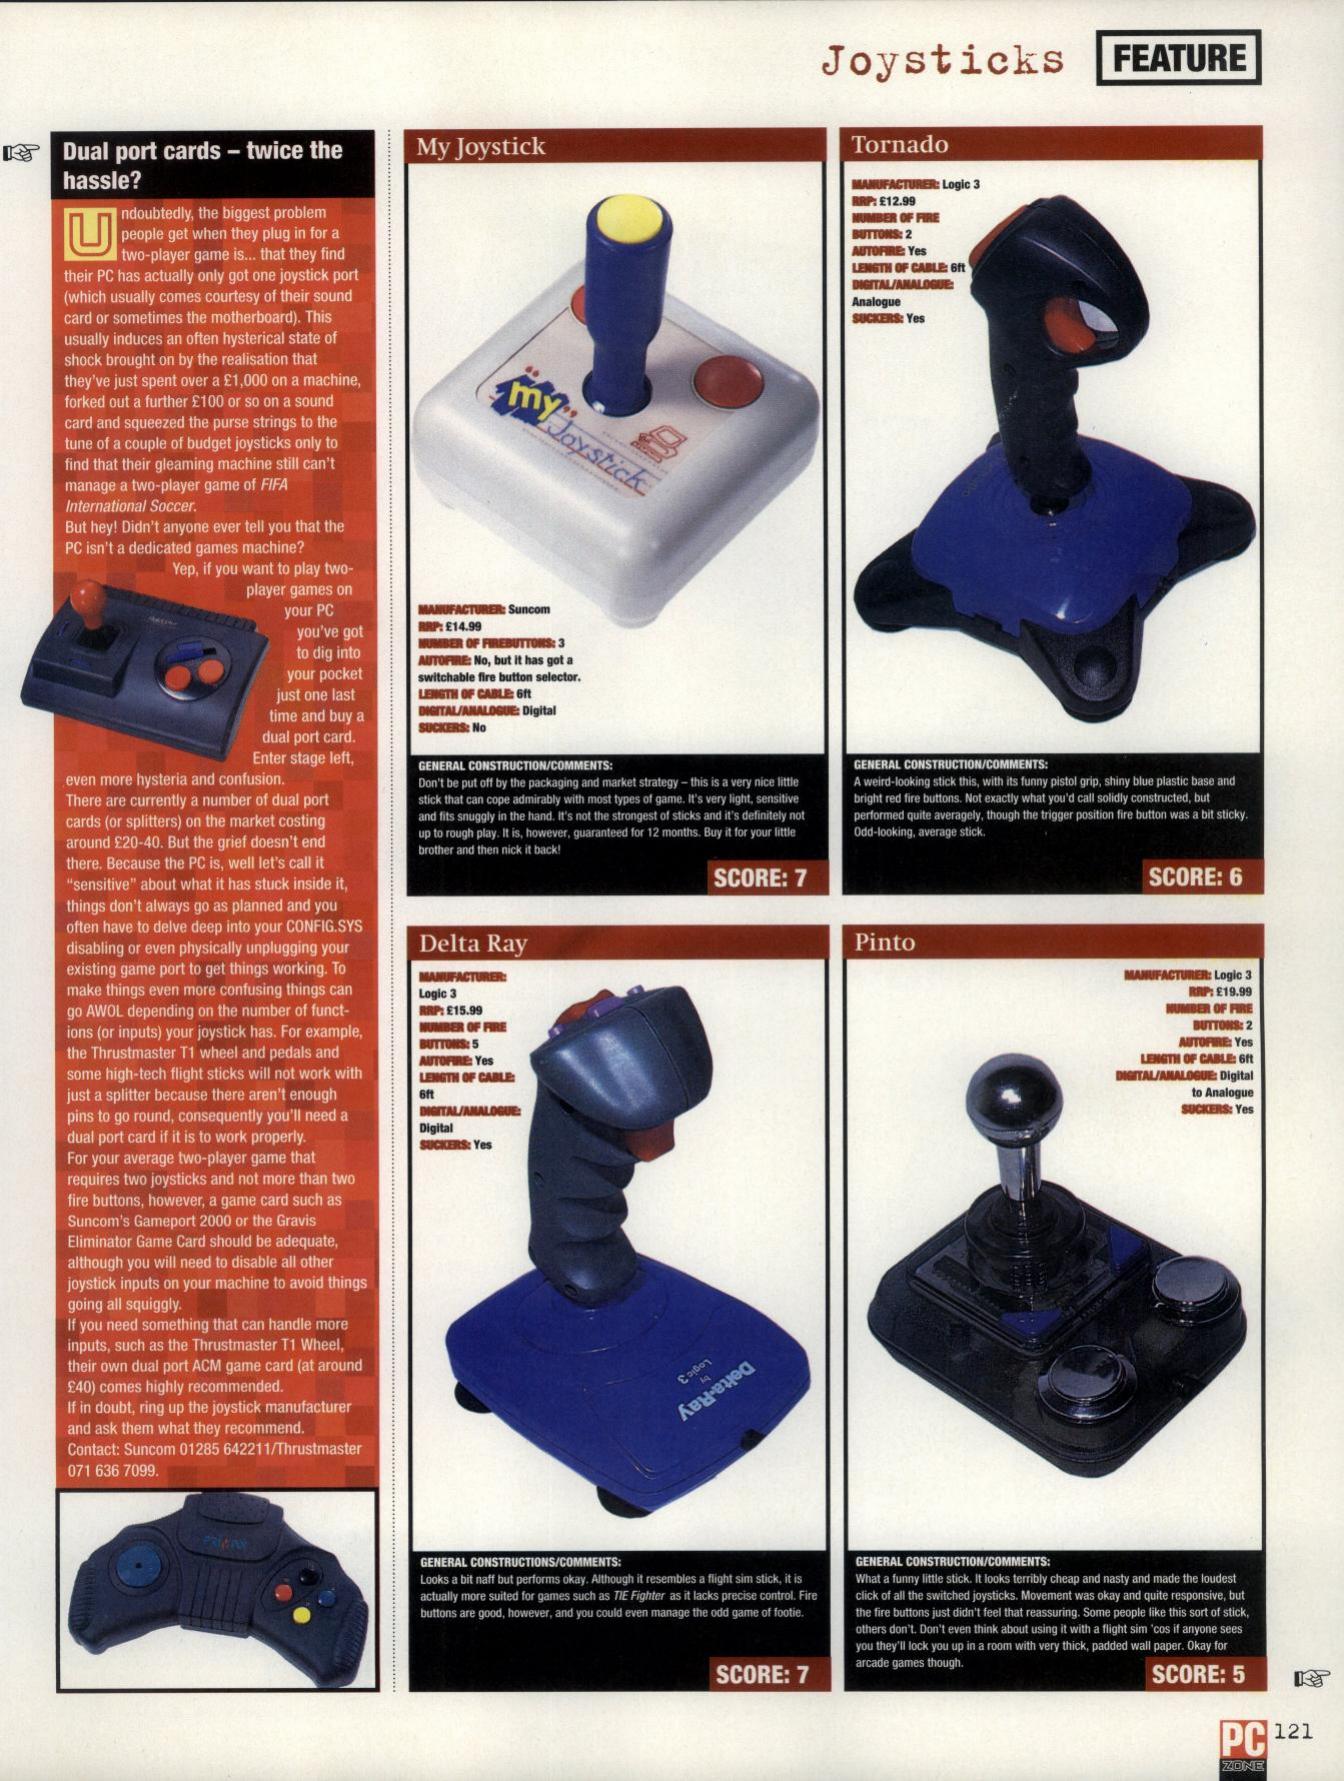 Joysticks FEATURE
Dual port cards – twice the
hassle?
Undoubtedly, the biggest problem
people get when they plug in for a
two-player game is... that they find
their PC has actually only got one joystick port
(which usually comes courtesy of their sound
card or sometimes the motherboard). This
usually induces an often hysterical state of
shock brought on by the realisation that
they've just spent over a £1,000 on a machine,
forked out a further £100 or so on a sound
card and squeezed the purse strings to the
tune of a couple of budget joysticks only to
find that their gleaming machine still can't
manage a two-player game of FIFA
International Soccer.
But hey! Didn't anyone ever tell you that the
PC isn't a dedicated games machine?
Yep, if you want to play two-
player games on
your PC
you've got
to dig into
your pocket
just one last
time and buy a
dual port card.
Enter stage left,
even more hysteria and confusion.
There are currently a number of dual port
cards (or splitters) on the market costing
around £20-40. But the grief doesn't end
there. Because the PC is, well let's call it
"sensitive" about what it has stuck inside it,
things don't always go as planned and you
often have to delve deep into your CONFIG.SYS
disabling or even physically unplugging your
existing game port to get things working. To
make things even more confusing things can
go AWOL depending on the number of funct-
ions (or inputs) your joystick has. For example,
the Thrustmaster T1 wheel and pedals and
some high-tech flight sticks will not work with
just a splitter because there aren't enough
pins to go round, consequently you'll need a
dual port card if it is to work properly.
For your average two-player game that
requires two joysticks and not more than two
fire buttons, however, a game card such as
Suncom's Gameport 2000 or the Gravis
Eliminator Game Card should be adequate,
although you will need to disable all other
joystick inputs on your machine to avoid things
going all squiggly.
If you need something that can handle more
inputs, such as the Thrustmaster T1 Wheel,
their own dual port ACM game card (at around
£40) comes highly recommended.
If in doubt, ring up the joystick manufacturer
and ask them what they recommend.
Contact: Suncom 01285 642211/Thrustmaster
071 636 7099.
My Joystick
my
Joystick
MANUFACTURER: Suncom
RRP: £14.99
NUMBER OF FIREBUTTONS: 3
AUTOFIRE: No, but it has got a
switchable fire button selector.
LENGTH OF CABLE: 6ft
DIGITAL/ANALOGUE: Digital
SUCKERS: No
GENERAL CONSTRUCTION/COMMENTS:
Don't be put off by the packaging and market strategy – this is a very nice little
stick that can cope admirably with most types of game. It's very light, sensitive
and fits snuggly in the hand. It's not the strongest of sticks and it's definitely not
up to rough play. It is, however, guaranteed for 12 months. Buy it for your little
brother and then nick it back!
SCORE: 7
Tornado
MANUFACTURER: Logic 3
RRP: £12.99
NUMBER OF FIRE
BUTTONS: 2
AUTOFIRE: Yes
LENGTH OF CABLE: 6ft
DIGITAL/ANALOGUE:
Analogue
SUCKERS: Yes
GENERAL CONSTRUCTION/COMMENTS:
A weird-looking stick this, with its funny pistol grip, shiny blue plastic base and
bright red fire buttons. Not exactly what you'd call solidly constructed, but
performed quite averagely, though the trigger position fire button was a bit sticky.
Odd-looking, average stick.
SCORE: 6
Delta Ray
MANUFACTURER:
Logic 3
RRP: £15.99
NUMBER OF FIRE
BUTTONS: 5
AUTOFIRE: Yes
LENGTH OF CABLE:
6ft
DIGITAL/ANALOGUE:
Digital
SUCKERS: Yes
Delta-Ray
by
Logic 3
GENERAL CONSTRUCTIONS/COMMENTS:
Looks a bit naff but performs okay. Although it resembles a flight sim stick, it is
actually more suited for games such as TIE Fighter as it lacks precise control. Fire
buttons are good, however, and you could even manage the odd game of footie.
SCORE: 7
Pinto
MANUFACTURER: Logic 3
RRP: £19.99
NUMBER OF FIRE
BUTTONS: 2
AUTOFIRE: Yes
LENGTH OF CABLE: 6ft
DIGITAL/ANALOGUE: Digital
to Analogue
SUCKERS: Yes
GENERAL CONSTRUCTION/COMMENTS:
What a funny little stick. It looks terribly cheap and nasty and made the loudest
click of all the switched joysticks. Movement was okay and quite responsive, but
the fire buttons just didn't feel that reassuring. Some people like this sort of stick,
others don't. Don't even think about using it with a flight sim 'cos if anyone sees
you they'll lock you up in a room with very thick, padded wall paper. Okay for
arcade games though.
SCORE: 5
PC
ZONE
121